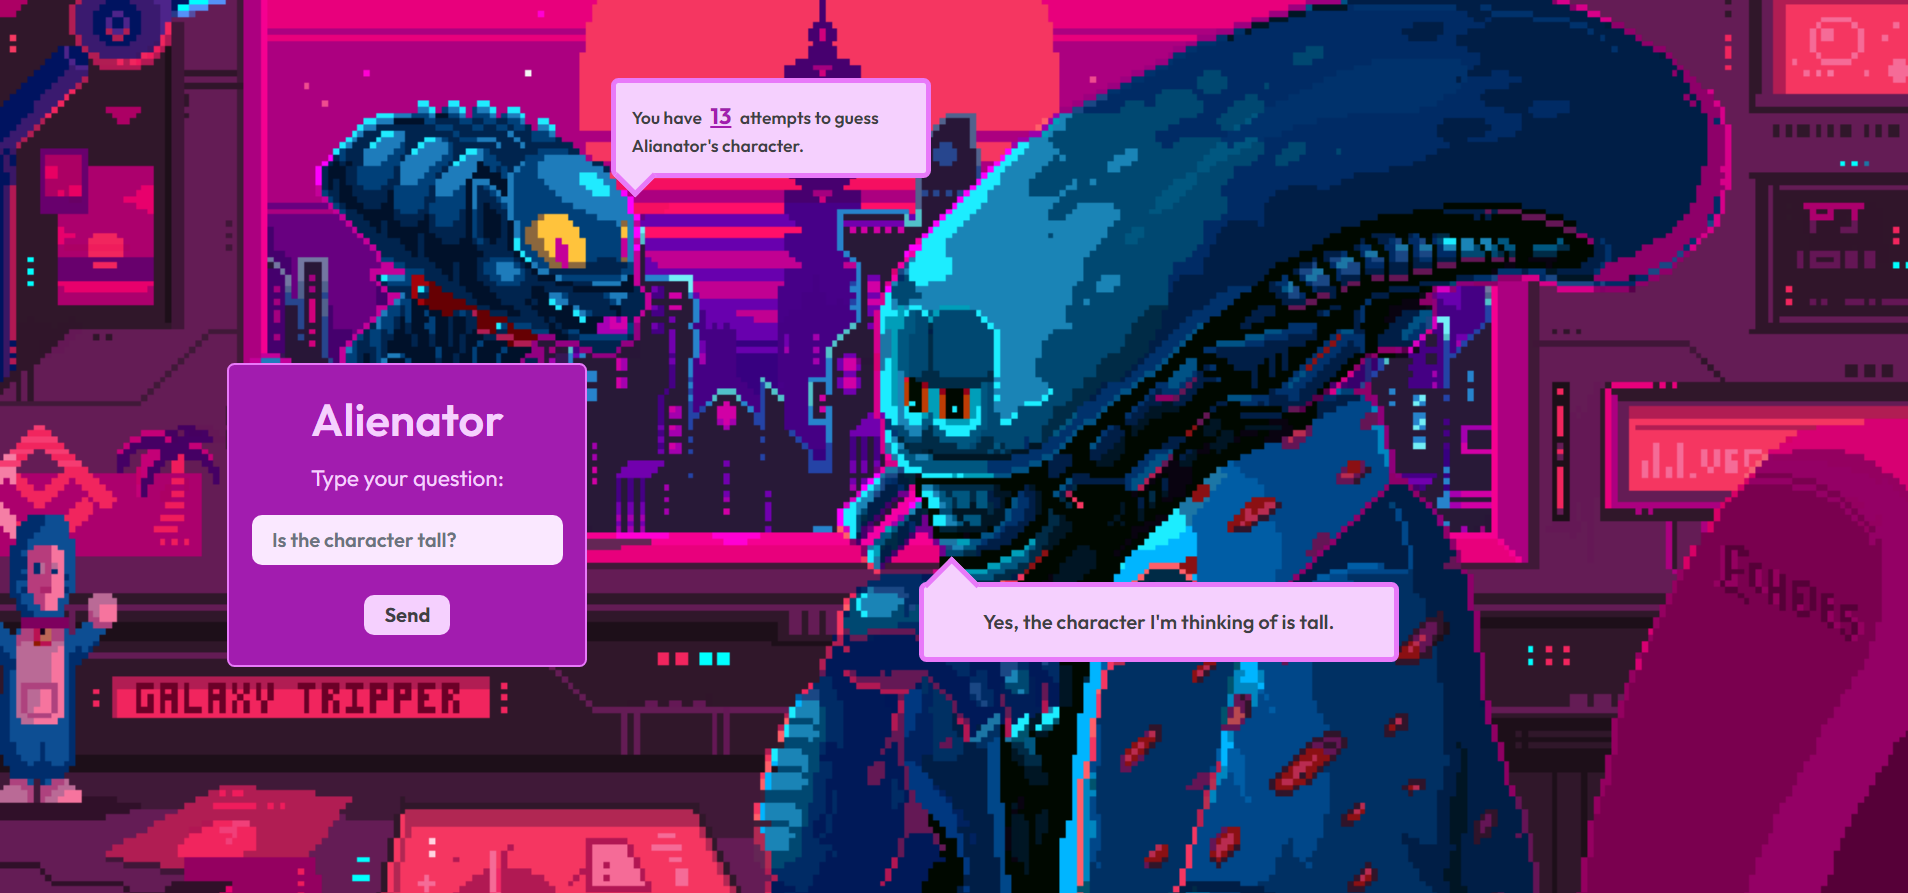 You have 13 attempts to guess
Alianator's character.
Alienator
Type your question:
Is the character tall?
Send
Yes, the character I'm thinking of is tall.
GALAXY TRIPPER
ECHOES